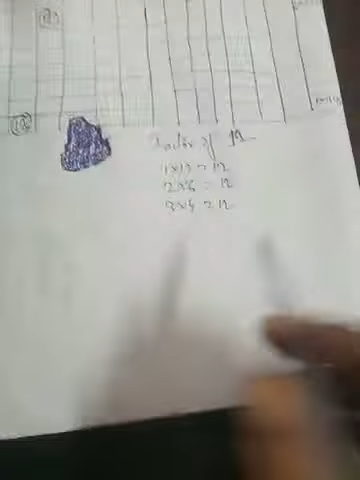 Factor of 12
1×12 = 12
2×6 = 12
3×4 = 12